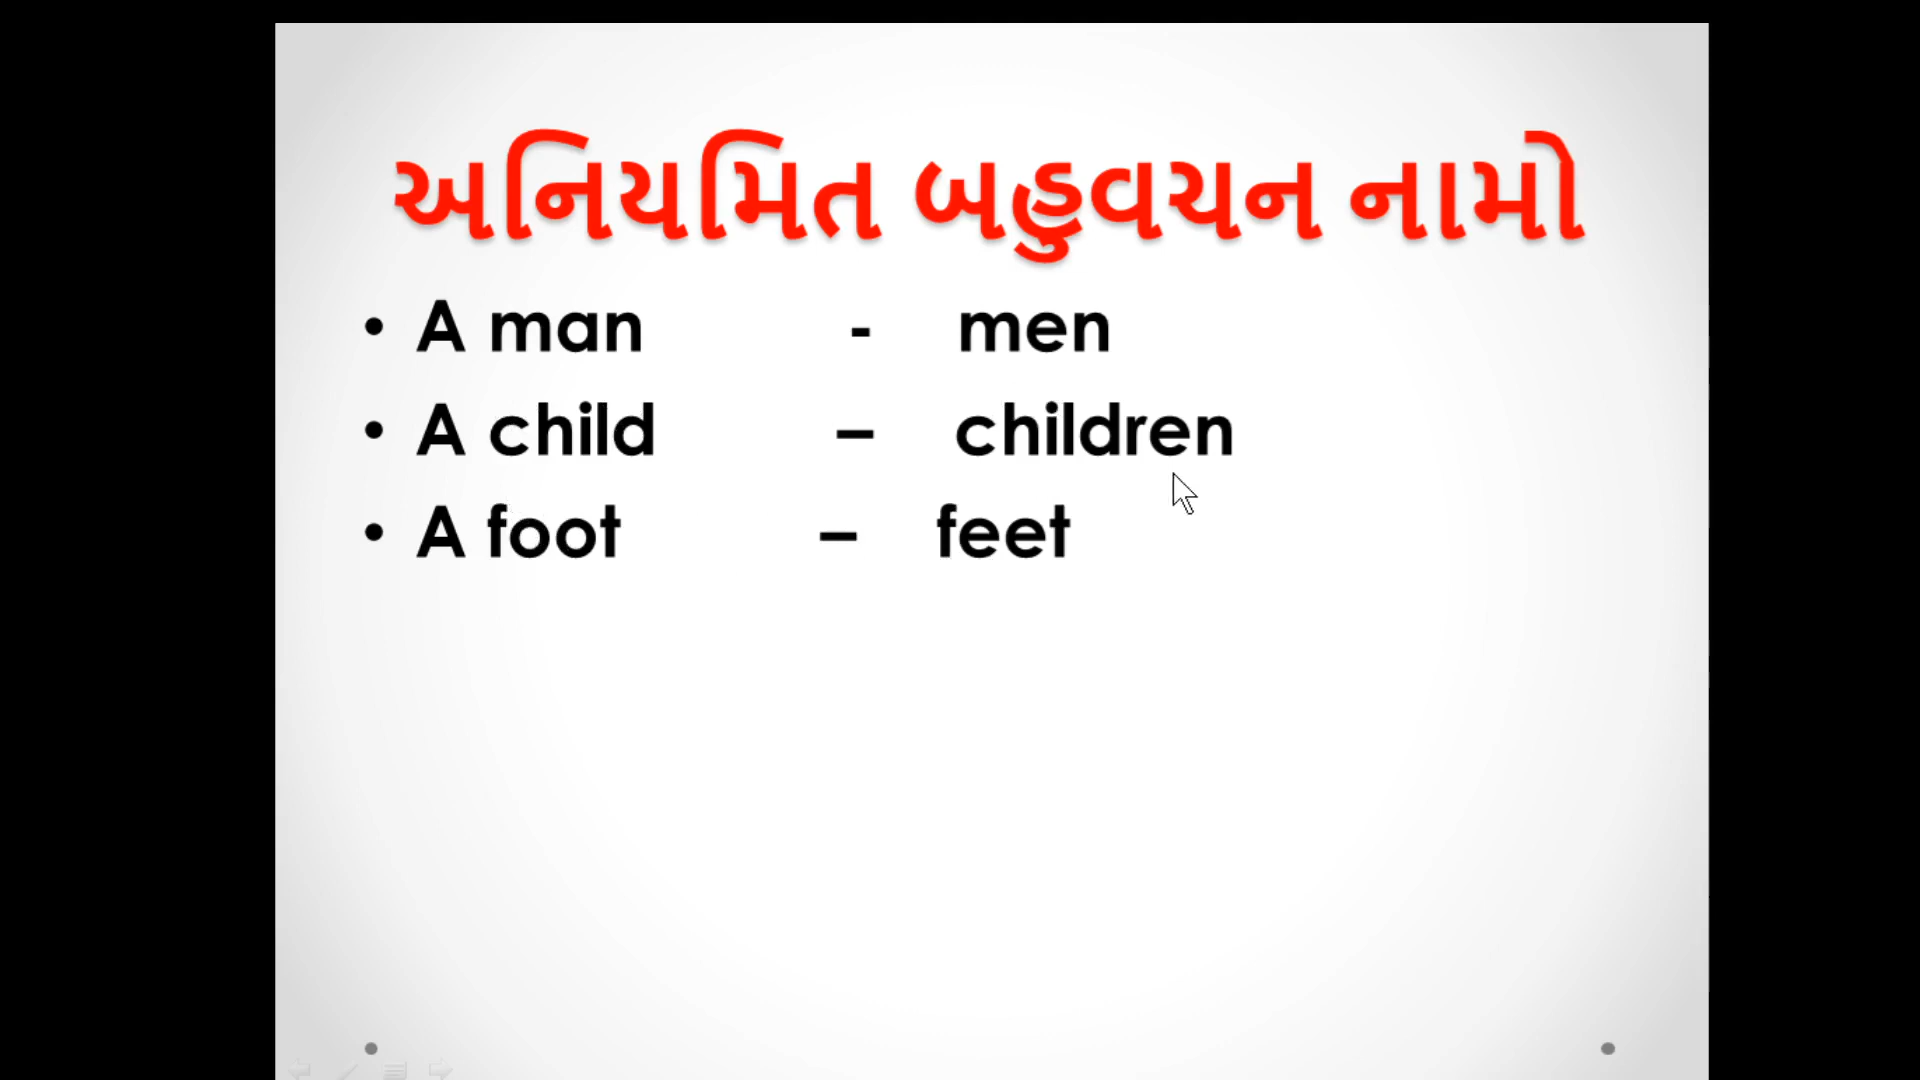 અનિયમિત બહુવચન નામો
• A man - men
• A child – children
• A foot – feet